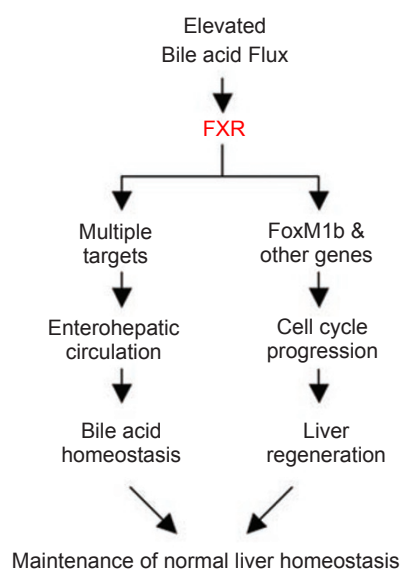 Elevated
Bile acid Flux
FXR
Multiple
targets
FoxM1b &
other genes
Enterohepatic
circulation
Cell cycle
progression
Bile acid
homeostasis
Liver
regeneration
Maintenance of normal liver homeostasis